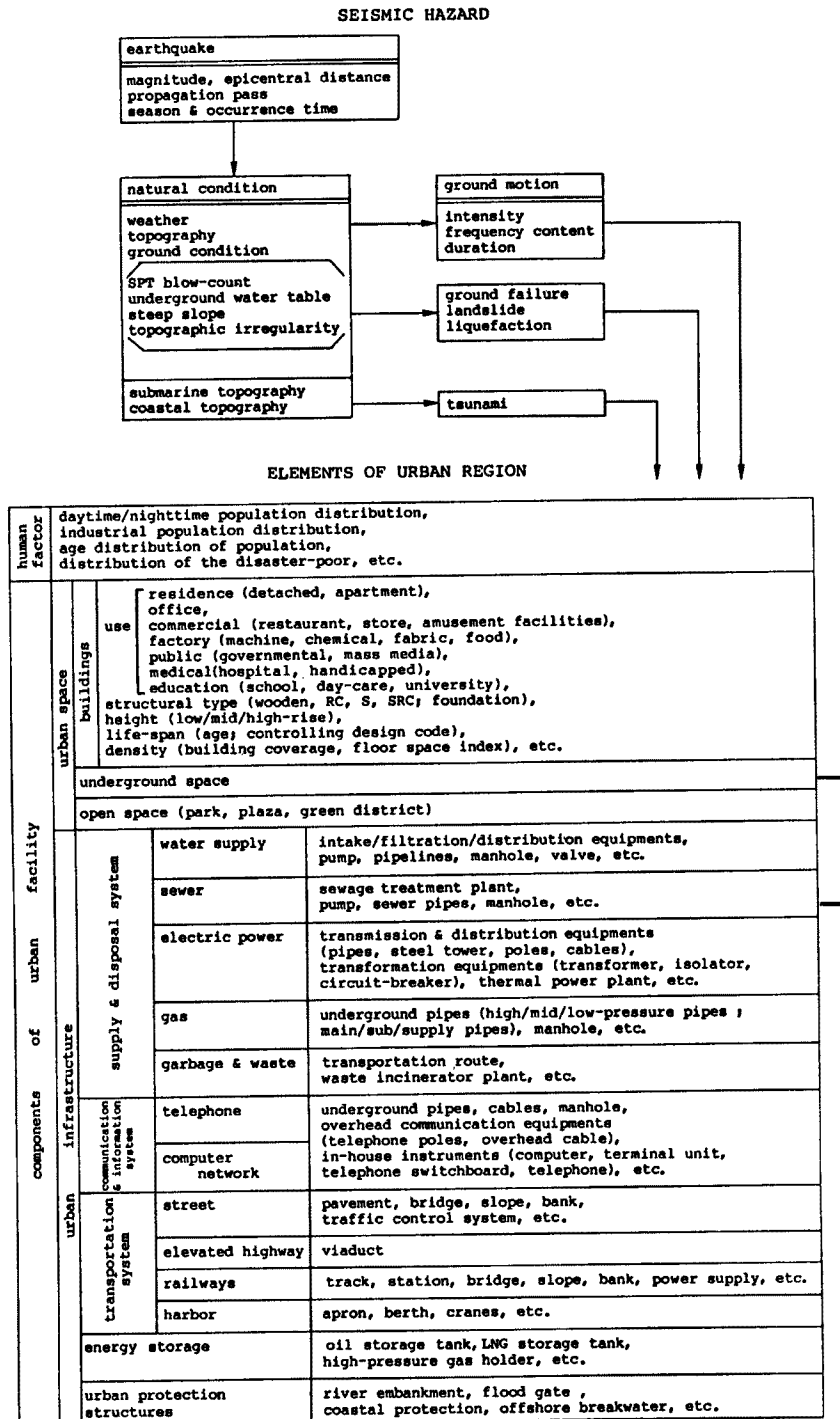 SEISMIC HAZARD
earthquake
magnitude, epicentral distance
propagation pass
season & occurrence time
natural condition
weather
topography
ground condition
SPT blow-count
underground water table
steep slope
topographic irregularity
submarine topography
coastal topography
ground motion
intensity
frequency content
duration
ground failure
landslide
liquefaction
tsunami
ELEMENTS OF URBAN REGION
human
factor
daytime/nighttime population distribution,
industrial population distribution,
age distribution of population,
distribution of the disaster-poor, etc.
components of urban facility
urban space
buildings
use
residence (detached, apartment),
office,
commercial (restaurant, store, amusement facilities),
factory (machine, chemical, fabric, food),
public (governmental, mass media),
medical(hospital, handicapped),
education (school, day-care, university),
structural type (wooden, RC, S, SRC; foundation),
height (low/mid/high-rise),
life-span (age; controlling design code),
density (building coverage, floor space index), etc.
underground space
open space (park, plaza, green district)
urban infrastructure
supply & disposal system
water supply
intake/filtration/distribution equipments,
pump, pipelines, manhole, valve, etc.
sewer
sewage treatment plant,
pump, sewer pipes, manhole, etc.
electric power
transmission & distribution equipments
(pipes, steel tower, poles, cables),
transformation equipments (transformer, isolator,
circuit-breaker), thermal power plant, etc.
gas
underground pipes (high/mid/low-pressure pipes ;
main/sub/supply pipes), manhole, etc.
garbage & waste
transportation route,
waste incinerator plant, etc.
communication
& information
system
telephone
computer
network
underground pipes, cables, manhole,
overhead communication equipments
(telephone poles, overhead cable),
in-house instruments (computer, terminal unit,
telephone switchboard, telephone), etc.
transportation
system
street
pavement, bridge, slope, bank,
traffic control system, etc.
elevated highway
viaduct
railways
track, station, bridge, slope, bank, power supply, etc.
harbor
apron, berth, cranes, etc.
energy storage
oil storage tank, LNG storage tank,
high-pressure gas holder, etc.
urban protection
structures
river embankment, flood gate ,
coastal protection, offshore breakwater, etc.